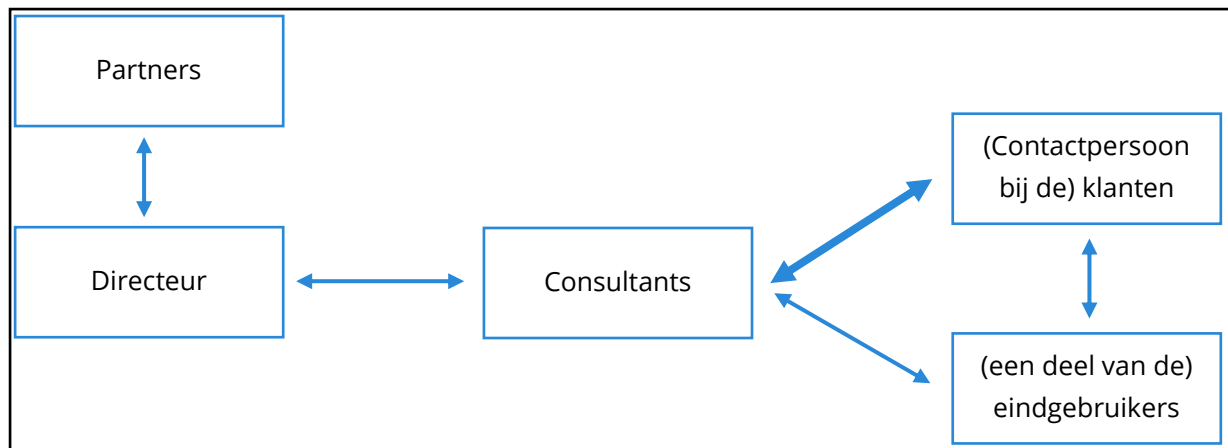 Partners
Directeur
Consultants
(Contactpersoon
bij de) klanten
(een deel van de)
eindgebruikers